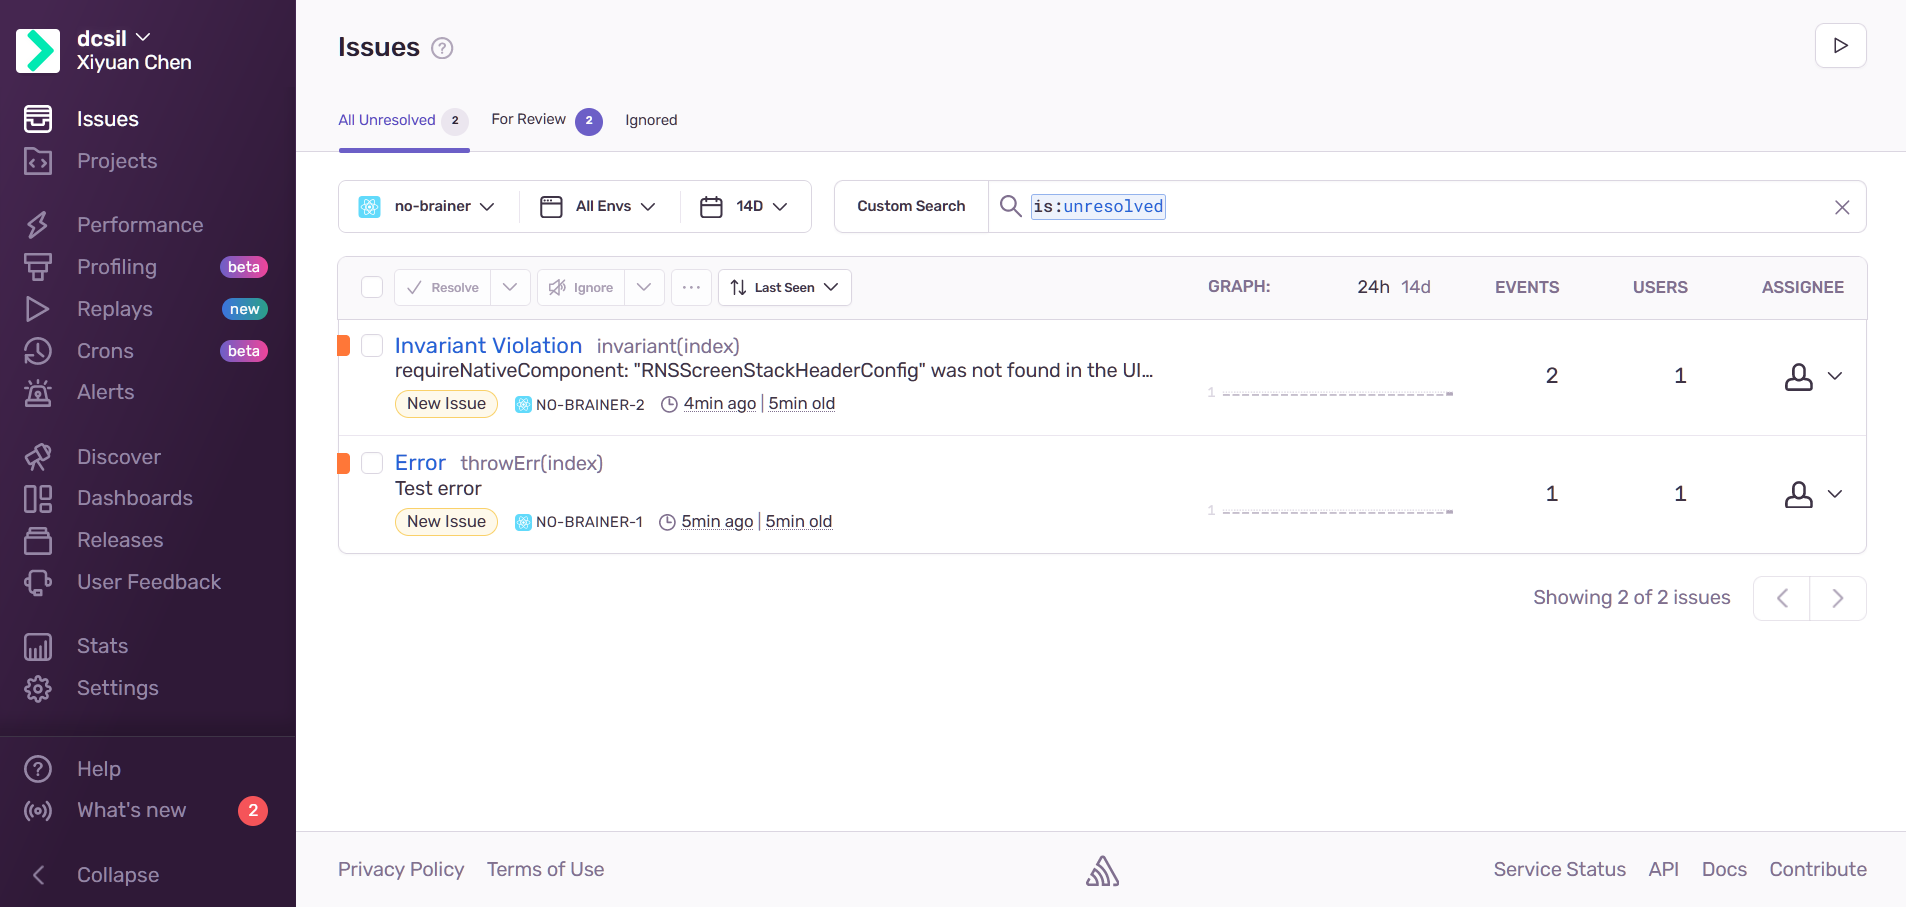 dcsil
Xiyuan Chen
Issues
Projects
Performance
Profiling beta
Replays new
Crons beta
Alerts
Discover
Dashboards
Releases
User Feedback
Stats
Settings
? Help
What's new 2
Collapse
Issues ?
All Unresolved 2 For Review 2 Ignored
no-brainer All Envs 14D Custom Search is:unresolved
Resolve Ignore ... Last Seen GRAPH: 24h 14d EVENTS USERS ASSIGNEE
Invariant Violation invariant(index)
requireNativeComponent: "RNSScreenStackHeaderConfig" was not found in the UI...
New Issue NO-BRAINER-2 4min ago | 5min old
1 2 1
Error throwErr(index)
Test error
New Issue NO-BRAINER-1 5min ago | 5min old
1 1 1
Showing 2 of 2 issues
Privacy Policy Terms of Use Service Status API Docs Contribute